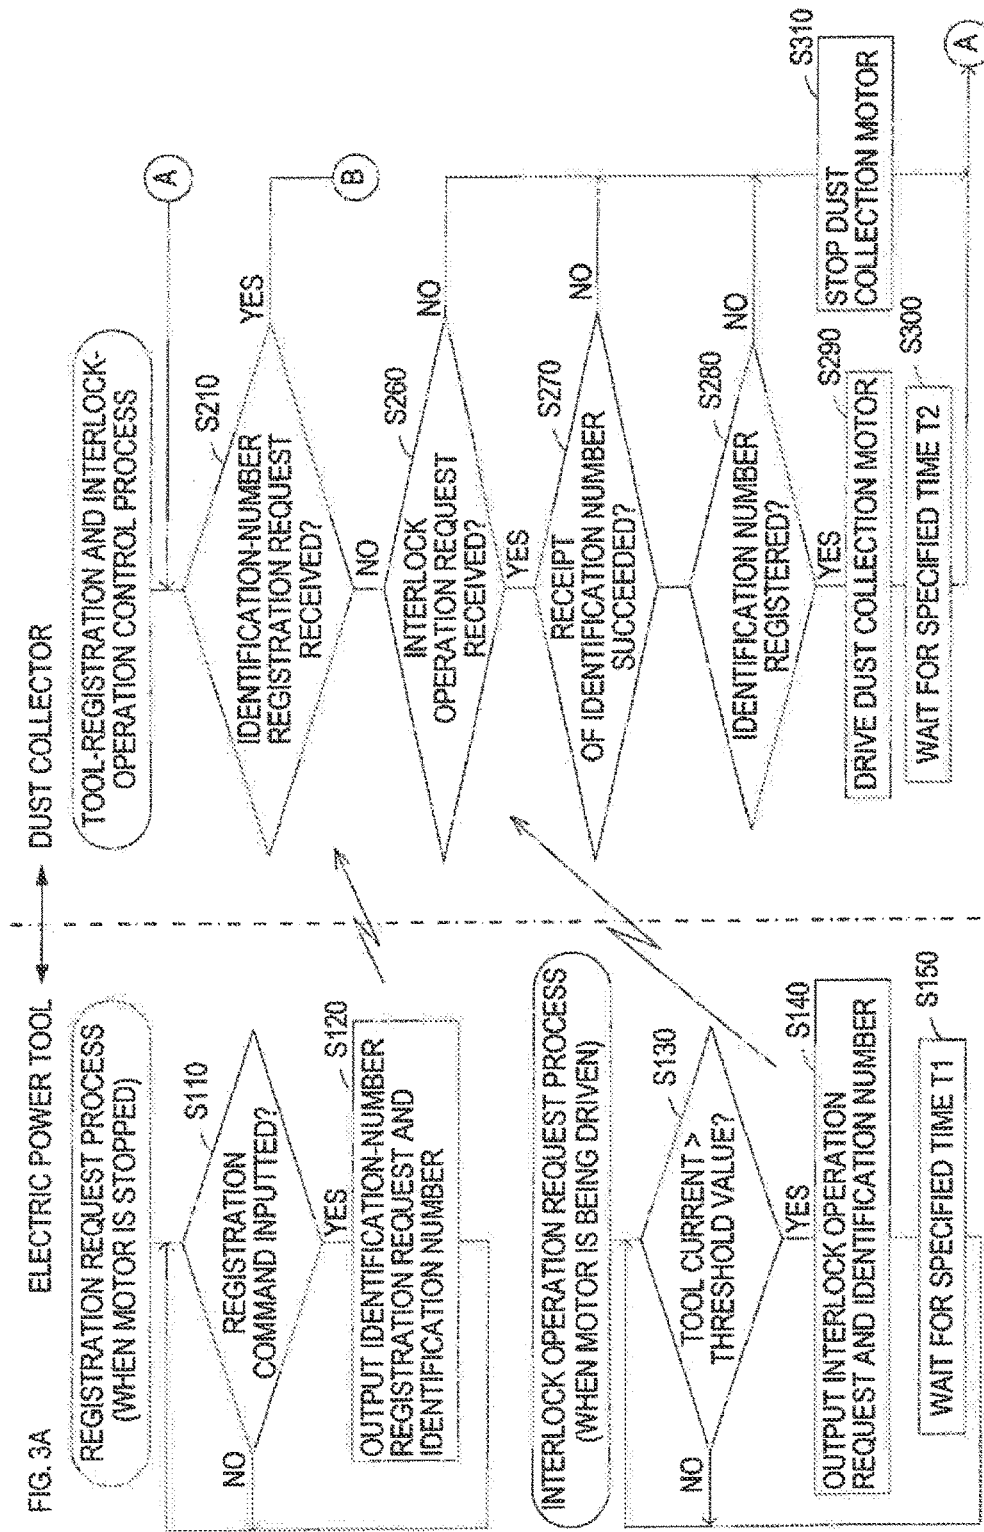 FIG. 3A
ELECTRIC POWER TOOL
DUST COLLECTOR
REGISTRATION REQUEST PROCESS
(WHEN MOTOR IS STOPPED)
S110
REGISTRATION
COMMAND INPUTTED?
NO
YES
S120
OUTPUT IDENTIFICATION-NUMBER
REGISTRATION REQUEST AND
IDENTIFICATION NUMBER
INTERLOCK OPERATION REQUEST PROCESS
(WHEN MOTOR IS BEING DRIVEN)
S130
TOOL CURRENT >
THRESHOLD VALUE?
NO
YES
S140
OUTPUT INTERLOCK OPERATION
REQUEST AND IDENTIFICATION NUMBER
S150
WAIT FOR SPECIFIED TIME T1
TOOL-REGISTRATION AND INTERLOCK-
OPERATION CONTROL PROCESS
A
S210
IDENTIFICATION-NUMBER
REGISTRATION REQUEST
RECEIVED?
YES
B
NO
S260
INTERLOCK
OPERATION REQUEST
RECEIVED?
NO
YES
S270
RECEIPT
OF IDENTIFICATION NUMBER
SUCCEEDED?
NO
S280
IDENTIFICATION NUMBER
REGISTERED?
NO
YES
S290
DRIVE DUST COLLECTION MOTOR
S310
STOP DUST
COLLECTION MOTOR
S300
WAIT FOR SPECIFIED TIME T2
A